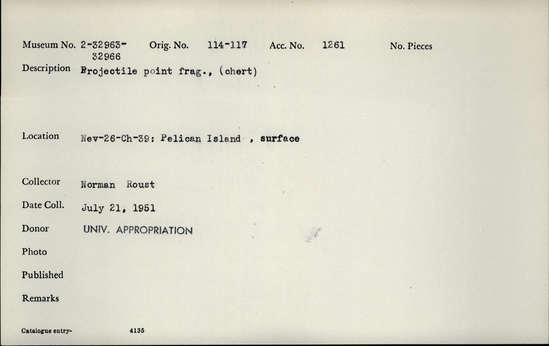 Museum No. 2-32963- Orig. No. 114-117 Acc. No. 1261 No. Pieces
32966
Description Projectile point frag., (chert)
Location Nev-26-Ch-39: Pelican Island , surface
Collector Norman Roust
Date Coll. July 21, 1951
Donor UNIV. APPROPRIATION
Photo
Published
Remarks
Catalogue entry- 4135